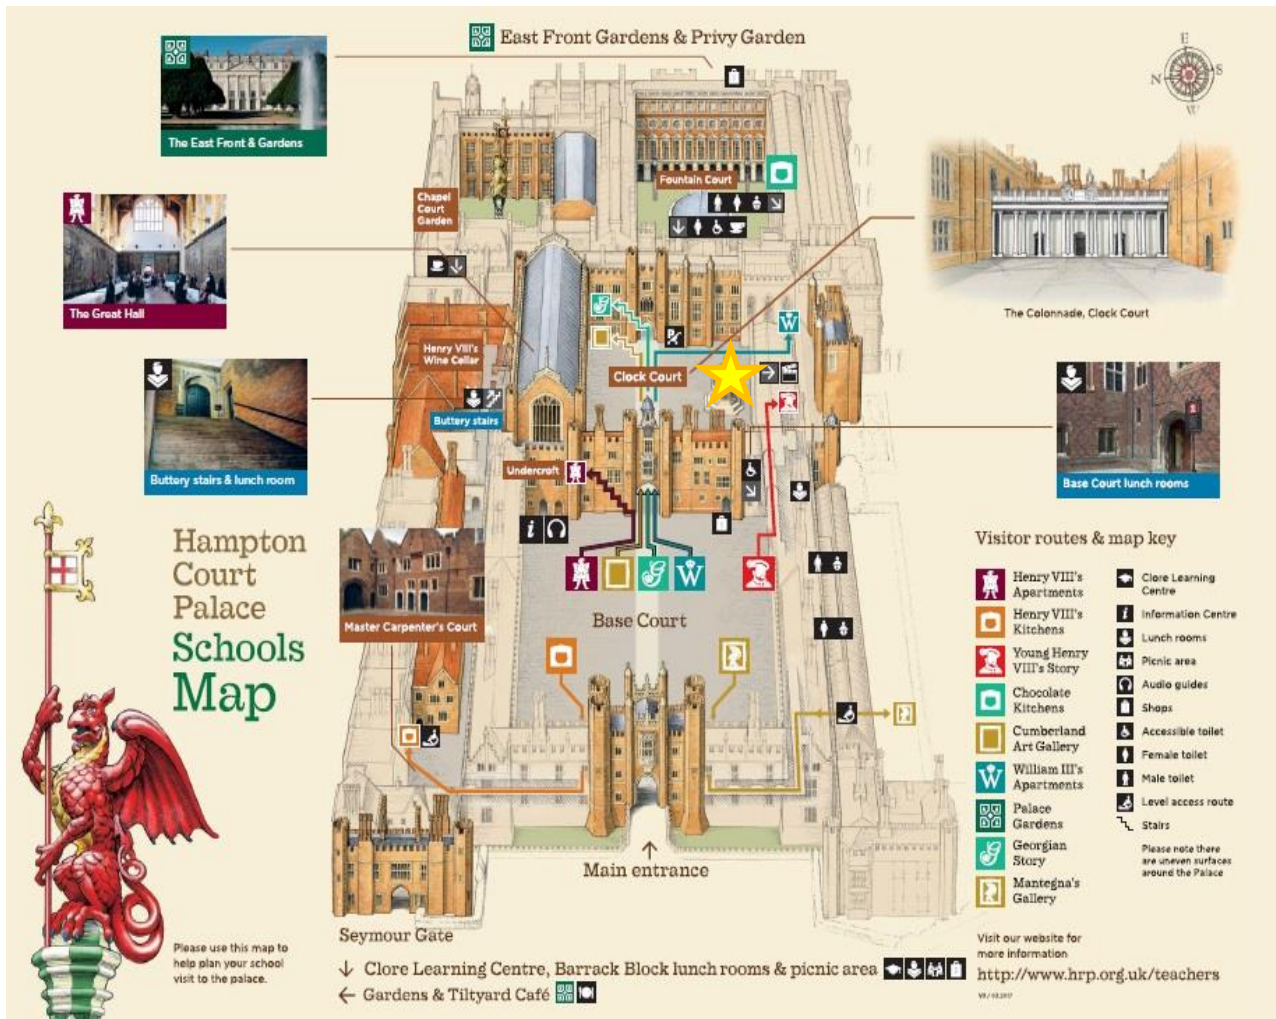 East Front Gardens & Privy Garden
E
N
S
W
The East Front & Gardens
Chapel
Court
Garden
Fountain Court
The Great Hall
The Colonnade, Clock Court
Henry VIII's
Wine Cellar
W
Clock Court
Buttery stairs
Buttery stairs & lunch room
Undercroft
Base Court lunch rooms
i
W
Hampton
Court
Palace
Schools
Map
Master Carpenter's Court
Base Court
Visitor routes & map key
Henry VIII's
Apartments
Henry VIII's
Kitchens
Young Henry
VIII's Story
Chocolate
Kitchens
Cumberland
Art Gallery
W
William III's
Apartments
Palace
Gardens
Georgian
Story
Mantegna's
Gallery
Clore Learning
Centre
i
Information Centre
Lunch rooms
Picnic area
Audio guides
Shops
Accessible toilet
Female toilet
Male toilet
Level access route
Stairs
Please note there
are uneven surfaces
around the Palace
Main entrance
Seymour Gate
Please use this map to
help plan your school
visit to the palace.
↓ Clore Learning Centre, Barrack Block lunch rooms & picnic area
← Gardens & Tiltyard Café
Visit our website for
more information
http://www.hrp.org.uk/teachers